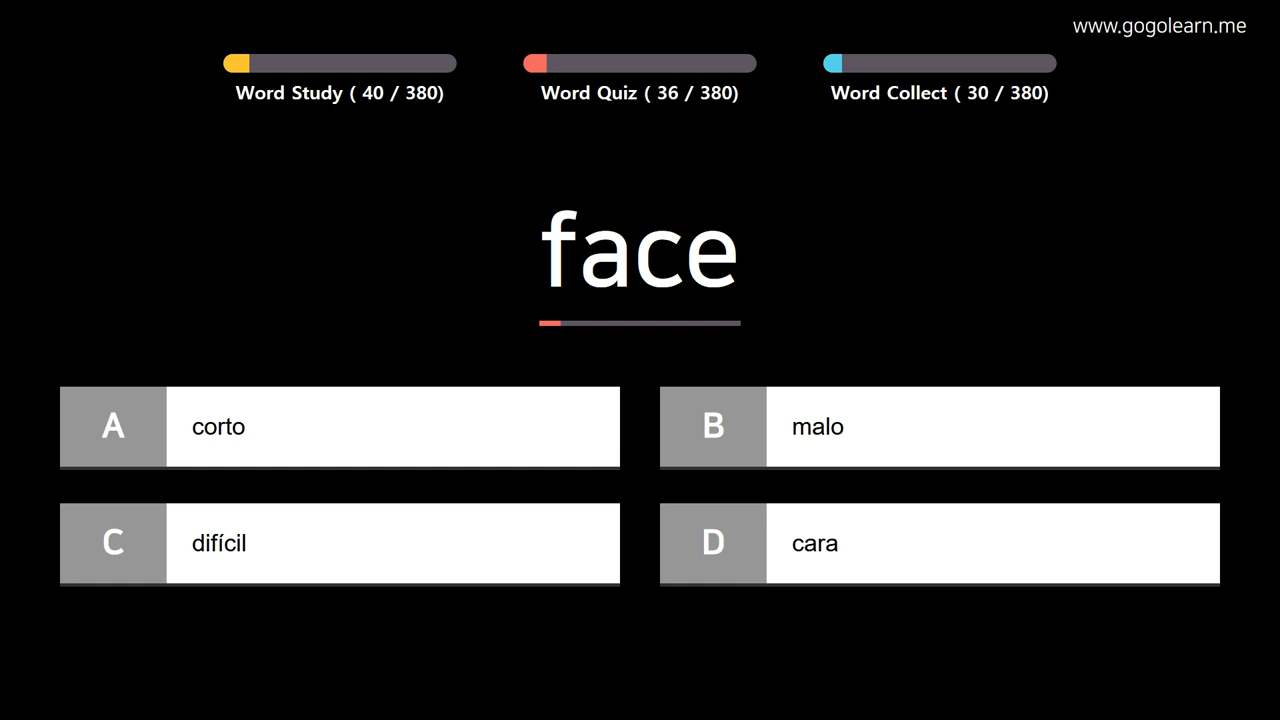 www.gogolearn.me
Word Study ( 40 / 380)
Word Quiz ( 36 / 380)
Word Collect ( 30 / 380)
face
A corto
B malo
C difícil
D cara